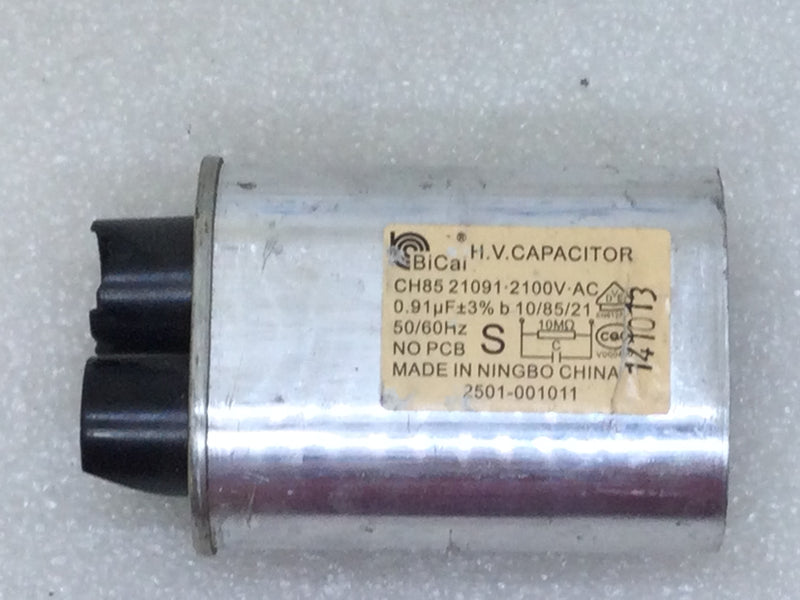 ® H.V.CAPACITOR
BiCai
CH85 21091·2100V·AC
0.91µF±3% b 10/85/21
50/60Hz
S
10MΩ
C
NO PCB
MADE IN NINGBO CHINA
2501-001011
141013